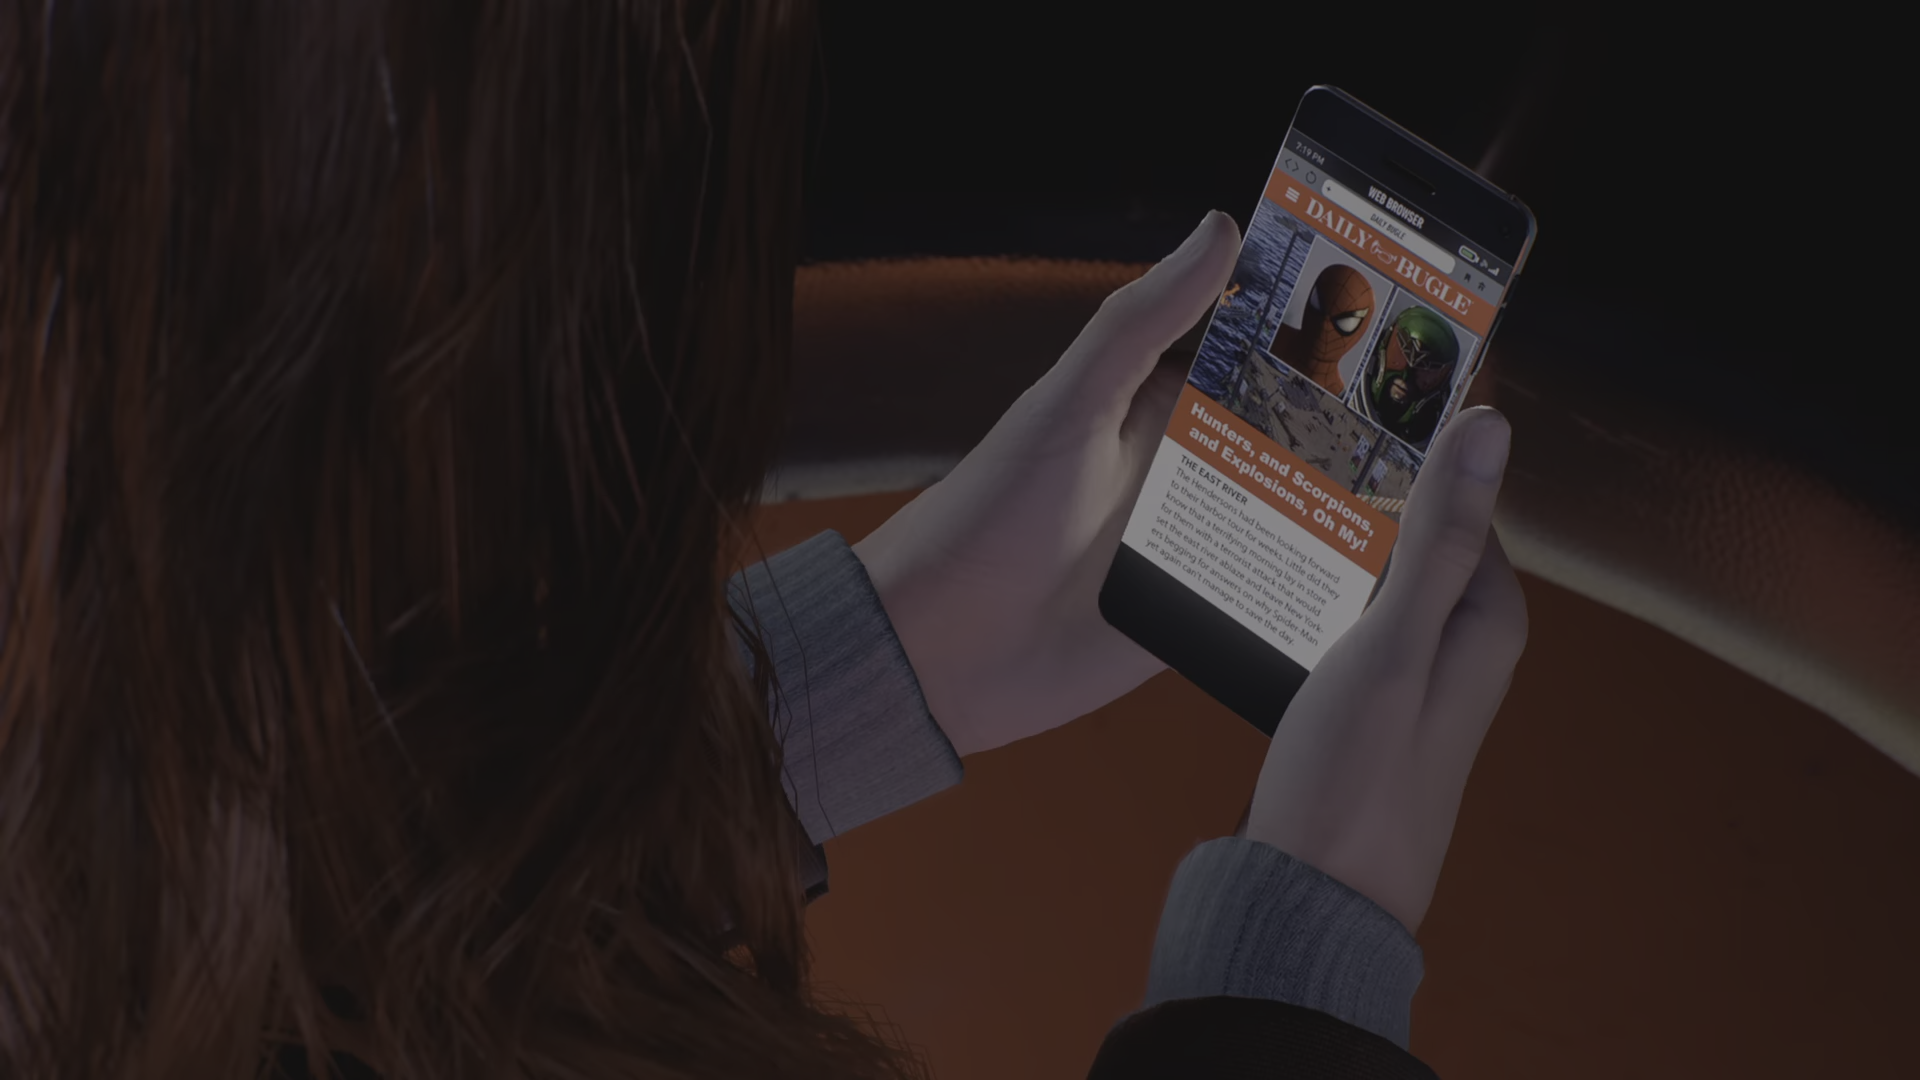 7:19 PM
WEB BROWSER
DAILY BUGLE
DAILY BUGLE
Hunters, and Scorpions,
and Explosions, Oh My!
THE EAST RIVER
The Hendersons had been looking forward
to their harbor tour for weeks. Little did they
know that a terrifying morning lay in store
for them with a terrorist attack that would
set the east river ablaze and leave New York-
ers begging for answers on why Spider-Man
yet again can't manage to save the day.